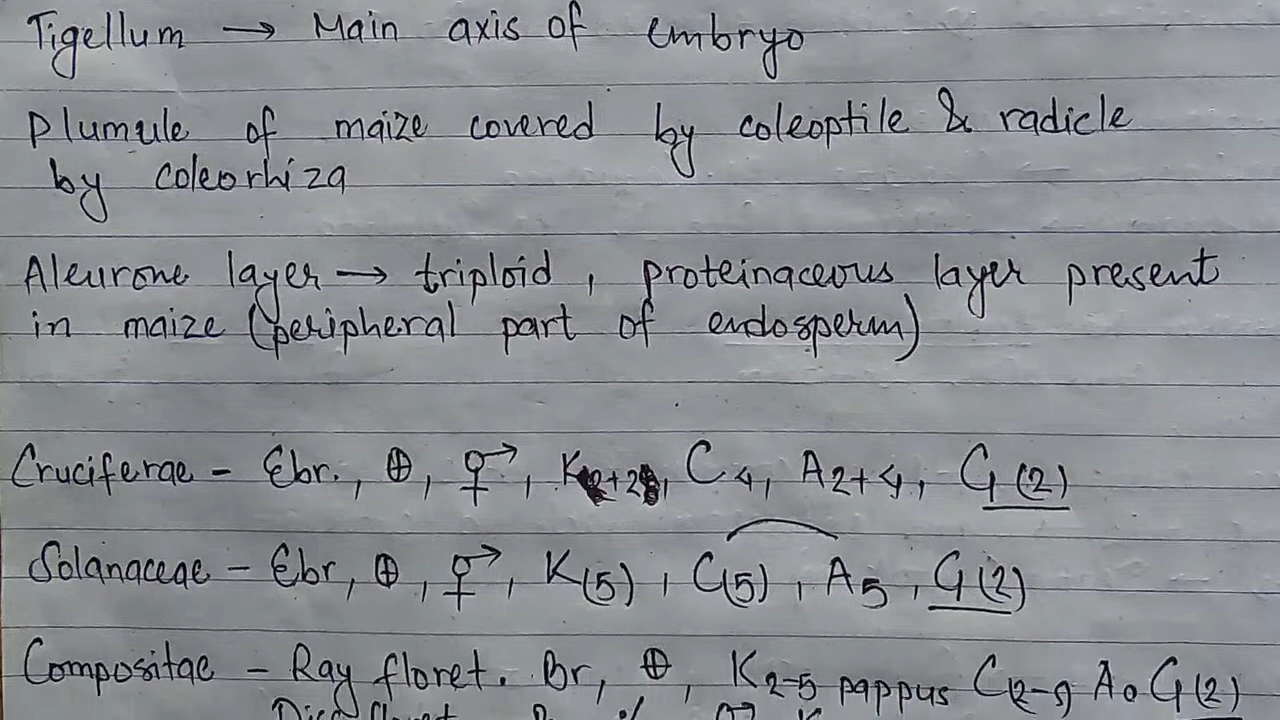 Tigellum → Main axis of embryo
Plumule of maize covered by coleoptile & radicle
by coleorhiza
Aleurone layer → triploid, proteinaceous layer present
in maize (peripheral part of endosperm)
Cruciferae - Ebr., ⊕, ⚥, K2+2, C4, A2+4, G(2)
Solanaceae - Ebr, ⊕, ⚥, K(5), C(5), A5, G(2)
Compositae - Ray floret. Br, ⊕, K2-5 pappus C(2-5) A0 G(2)